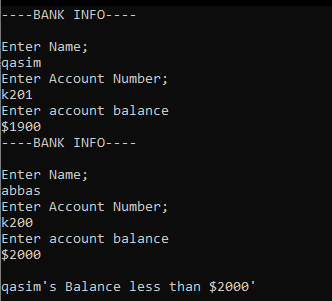 ----BANK INFO----
Enter Name;
qasim
Enter Account Number;
k201
Enter account balance
$1900
----BANK INFO----
Enter Name;
abbas
Enter Account Number;
k200
Enter account balance
$2000
qasim's Balance less than $2000'